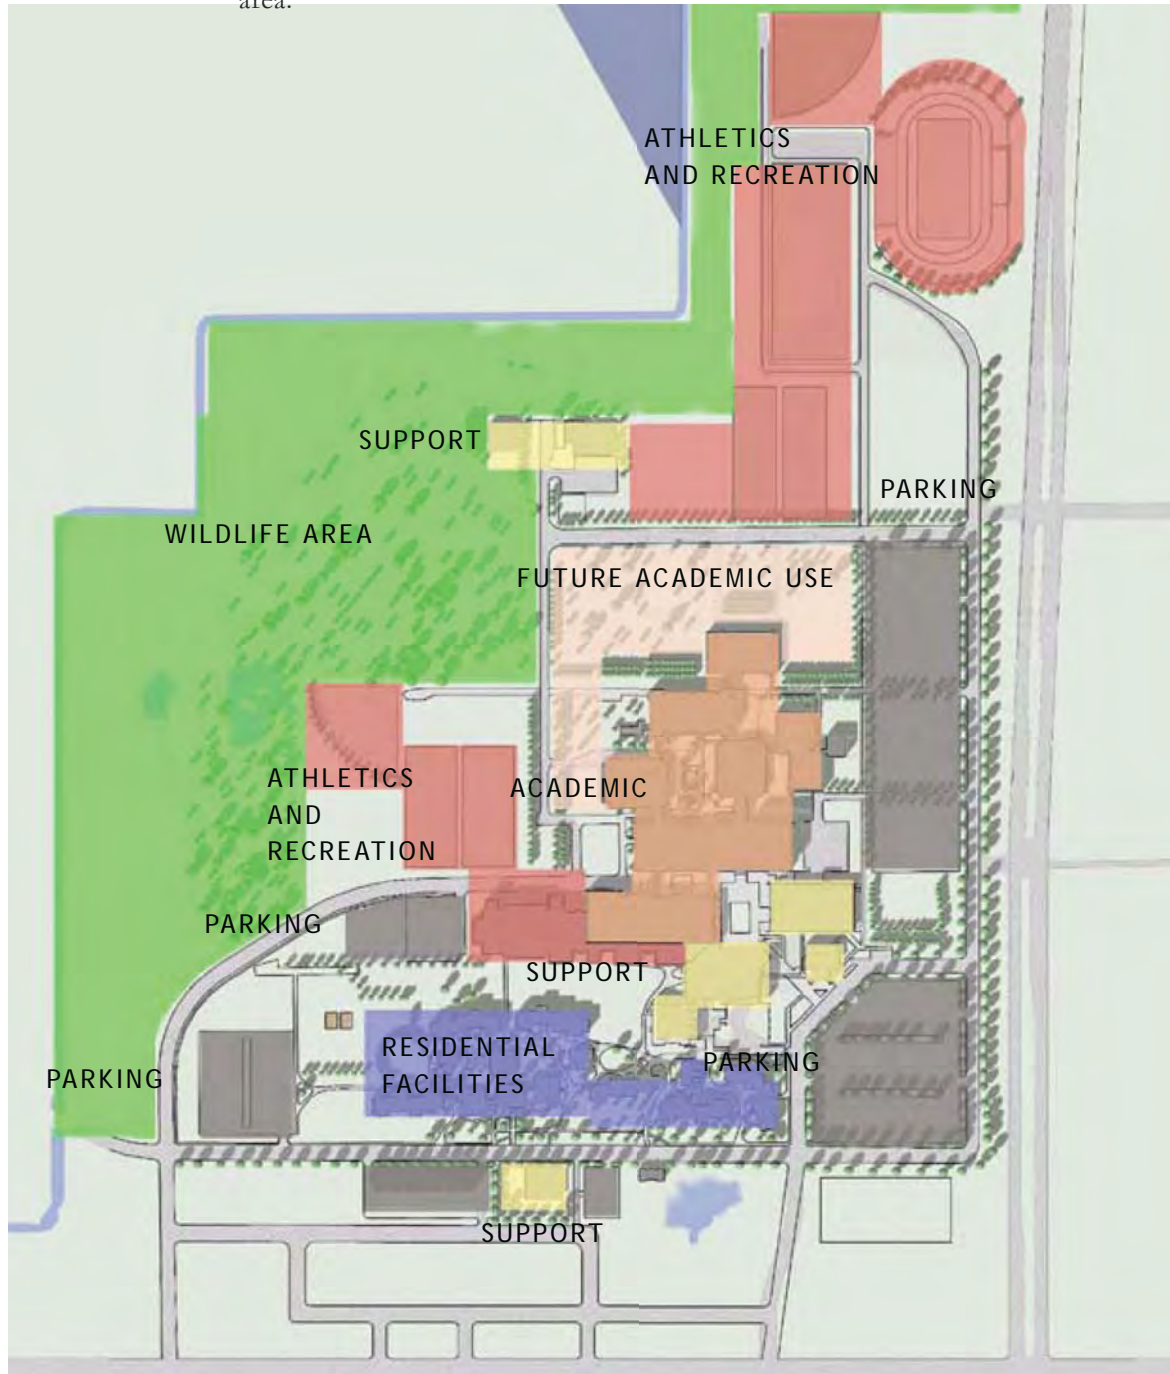 area.
ATHLETICS
AND RECREATION
SUPPORT
PARKING
WILDLIFE AREA
FUTURE ACADEMIC USE
ATHLETICS
AND
RECREATION
ACADEMIC
PARKING
SUPPORT
RESIDENTIAL
FACILITIES
PARKING
PARKING
SUPPORT